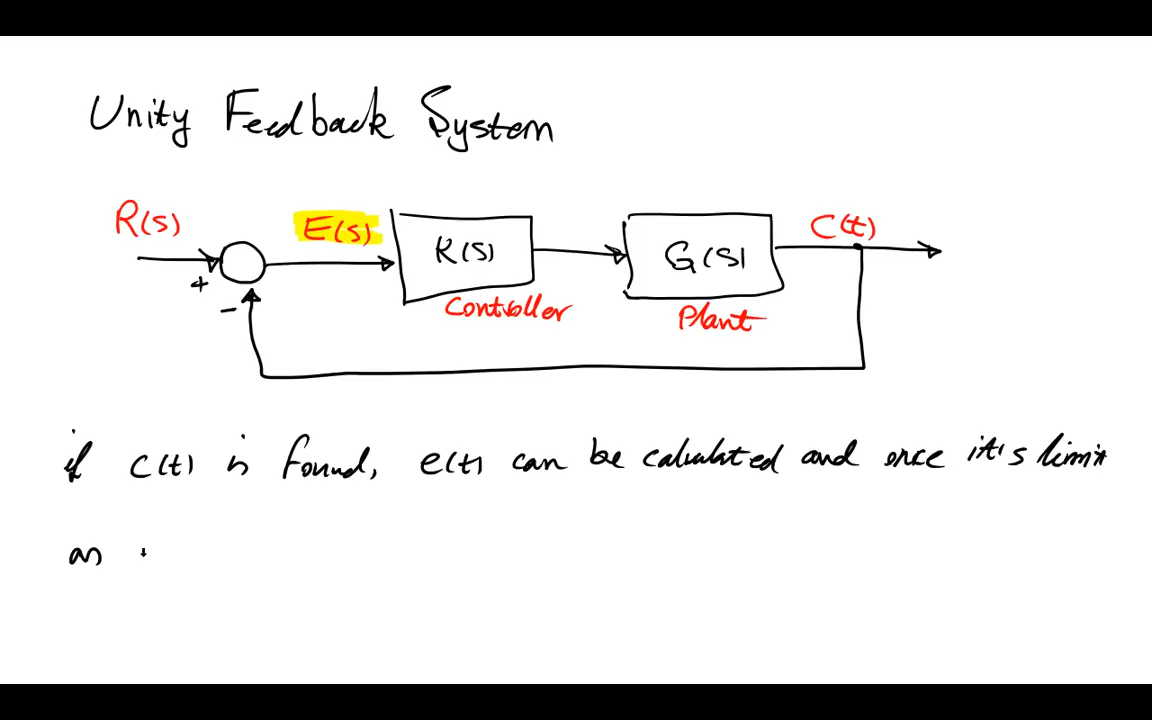 Unity Feedback System
R(s) E(s) C(t)
K(S) G(S)
+
Controller Plant
-
if c(t) is found, e(t) can be calculated and once it's limit
as